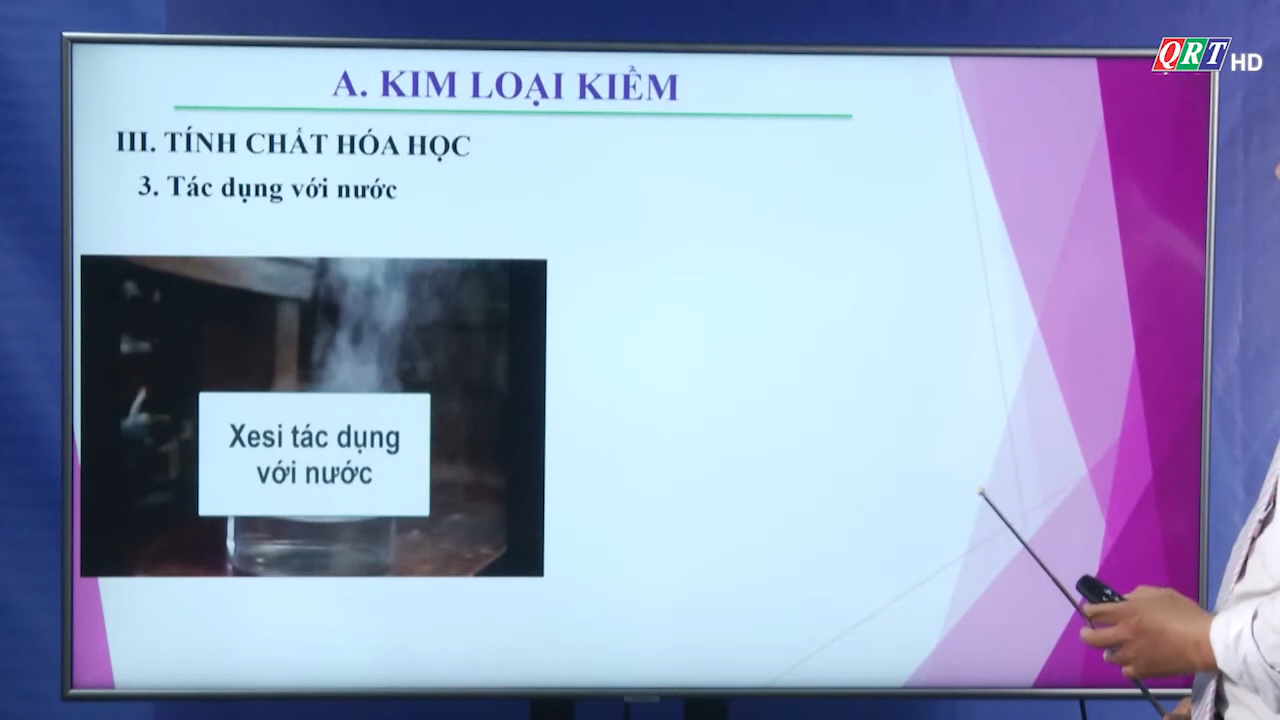 QRT HD
A. KIM LOẠI KIỀM
III. TÍNH CHẤT HÓA HỌC
3. Tác dụng với nước
Xesi tác dụng
với nước